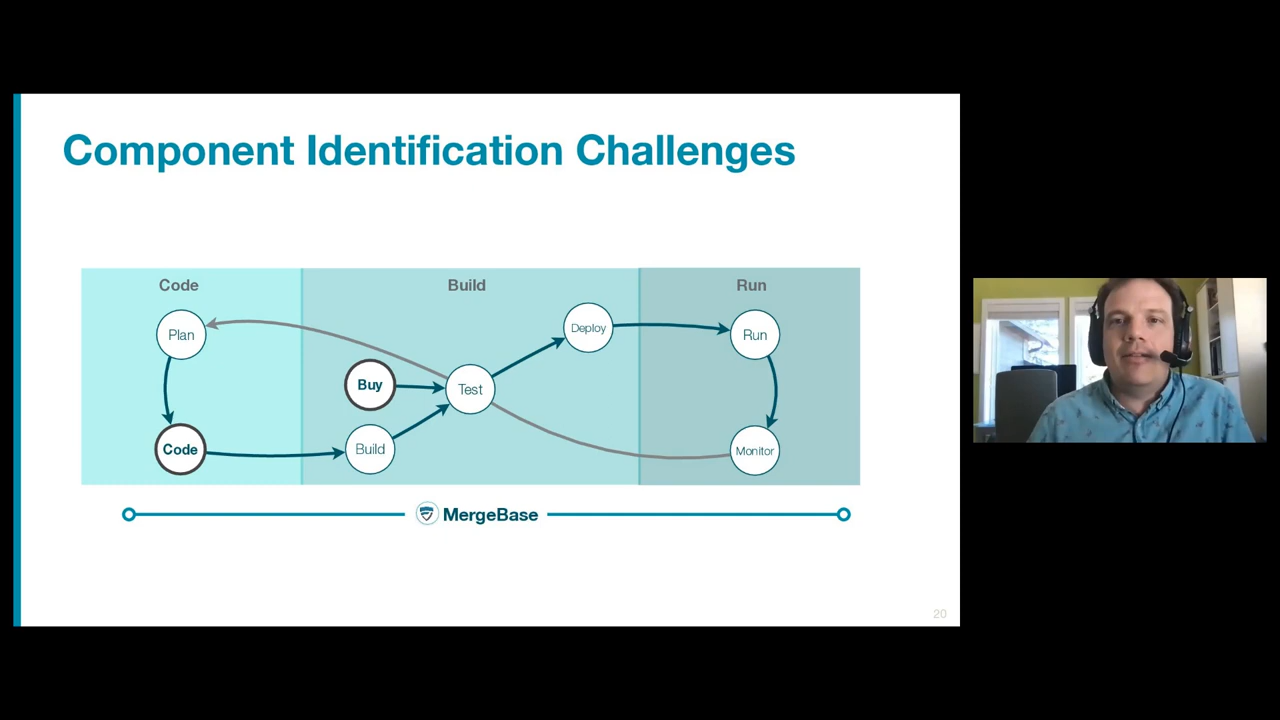 Component Identification Challenges
Code
Build
Run
Plan
Deploy
Run
Buy
Test
Code
Build
Monitor
MergeBase
20